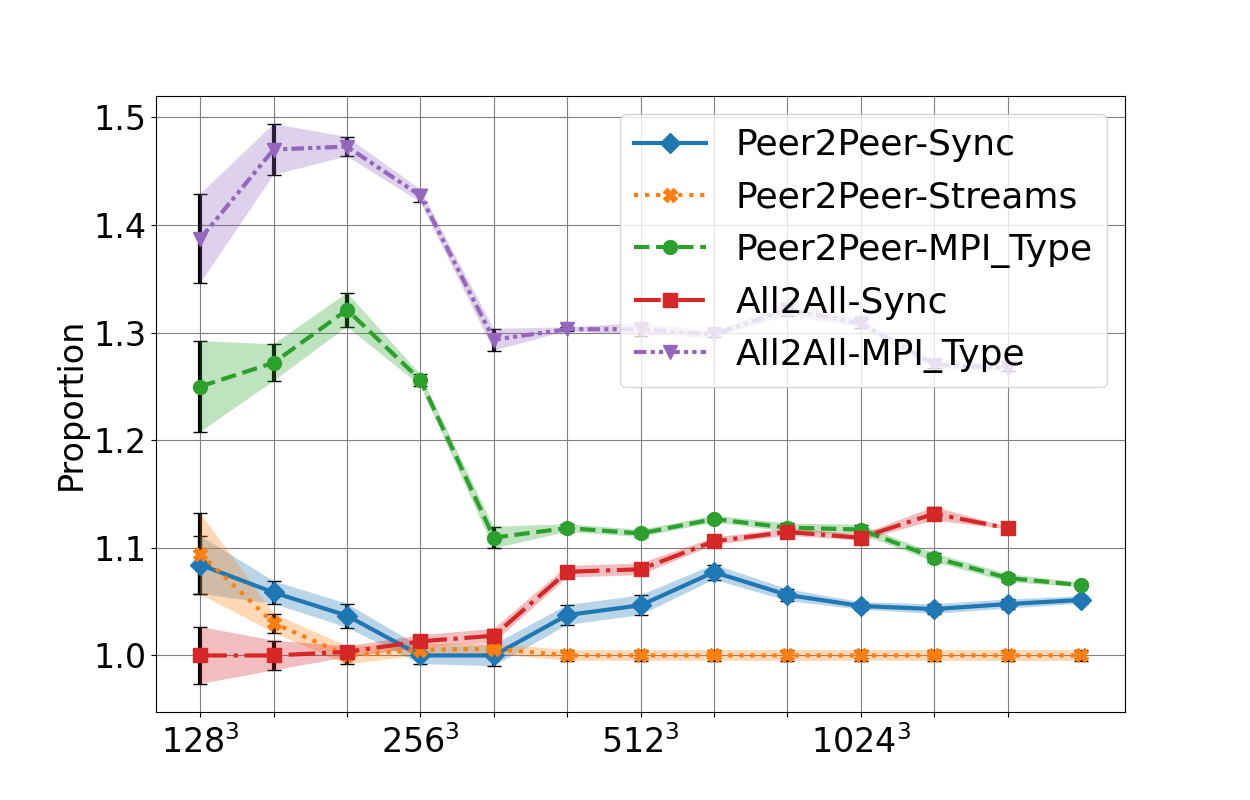 1.5
1.4
1.3
1.2
1.1
1.0
Proportion
Peer2Peer-Sync
Peer2Peer-Streams
Peer2Peer-MPI_Type
All2All-Sync
All2All-MPI_Type
128³
256³
512³
1024³